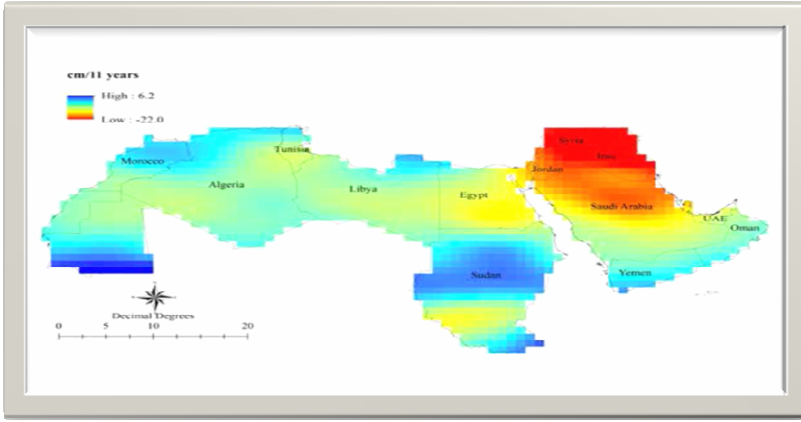 cm/11 years
High : 6.2
Low : -22.0
Syria
Tunisia
Iraq
Morocco
Jordan
Algeria
Libya
Egypt
Saudi Arabia
UAE
Oman
Sudan
Yemen
Decimal Degrees
0 5 10 20